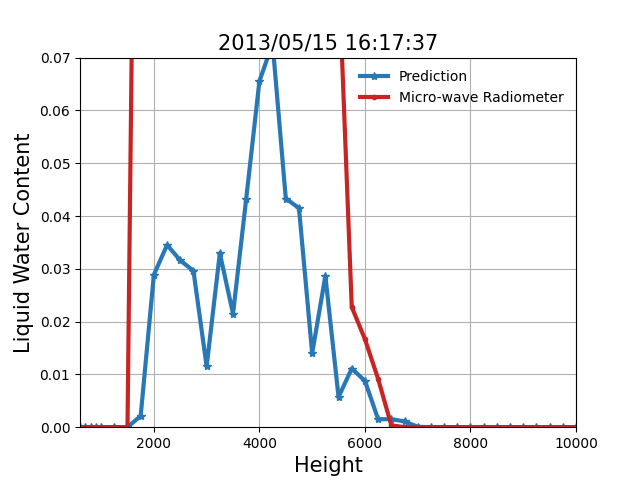 2013/05/15 16:17:37
Prediction
Micro-wave Radiometer
Liquid Water Content
0.07
0.06
0.05
0.04
0.03
0.02
0.01
0.00
2000 4000 6000 8000 10000
Height